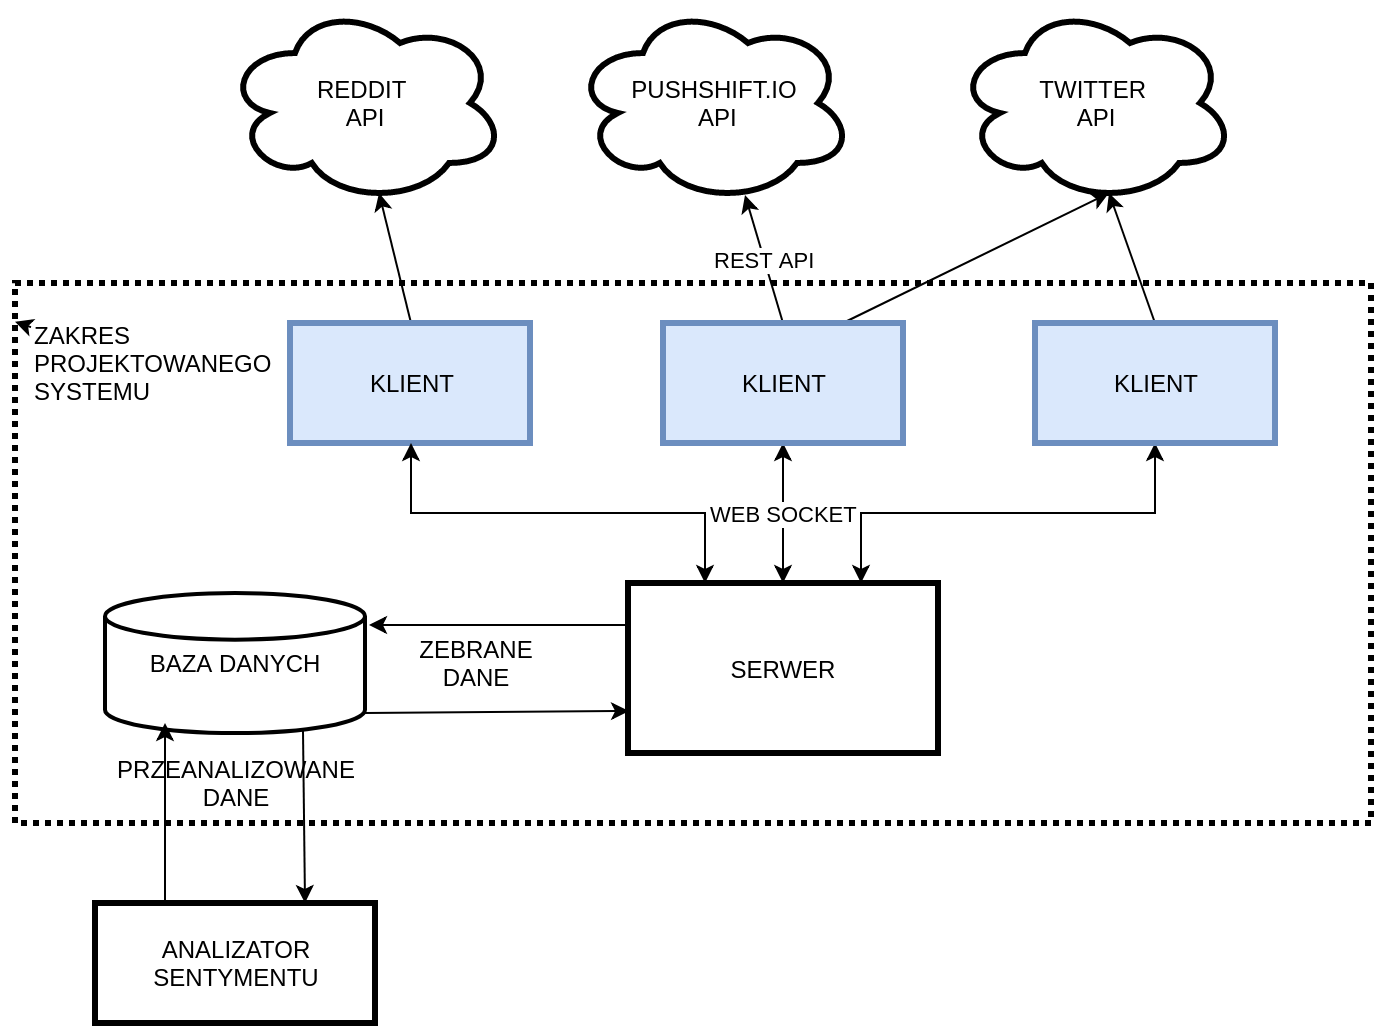 REDDIT
API
PUSHSHIFT.IO
API
TWITTER
API
REST API
ZAKRES
PROJEKTOWANEGO
SYSTEMU
KLIENT
KLIENT
KLIENT
WEB SOCKET
BAZA DANYCH
ZEBRANE
DANE
SERWER
PRZEANALIZOWANE
DANE
ANALIZATOR
SENTYMENTU